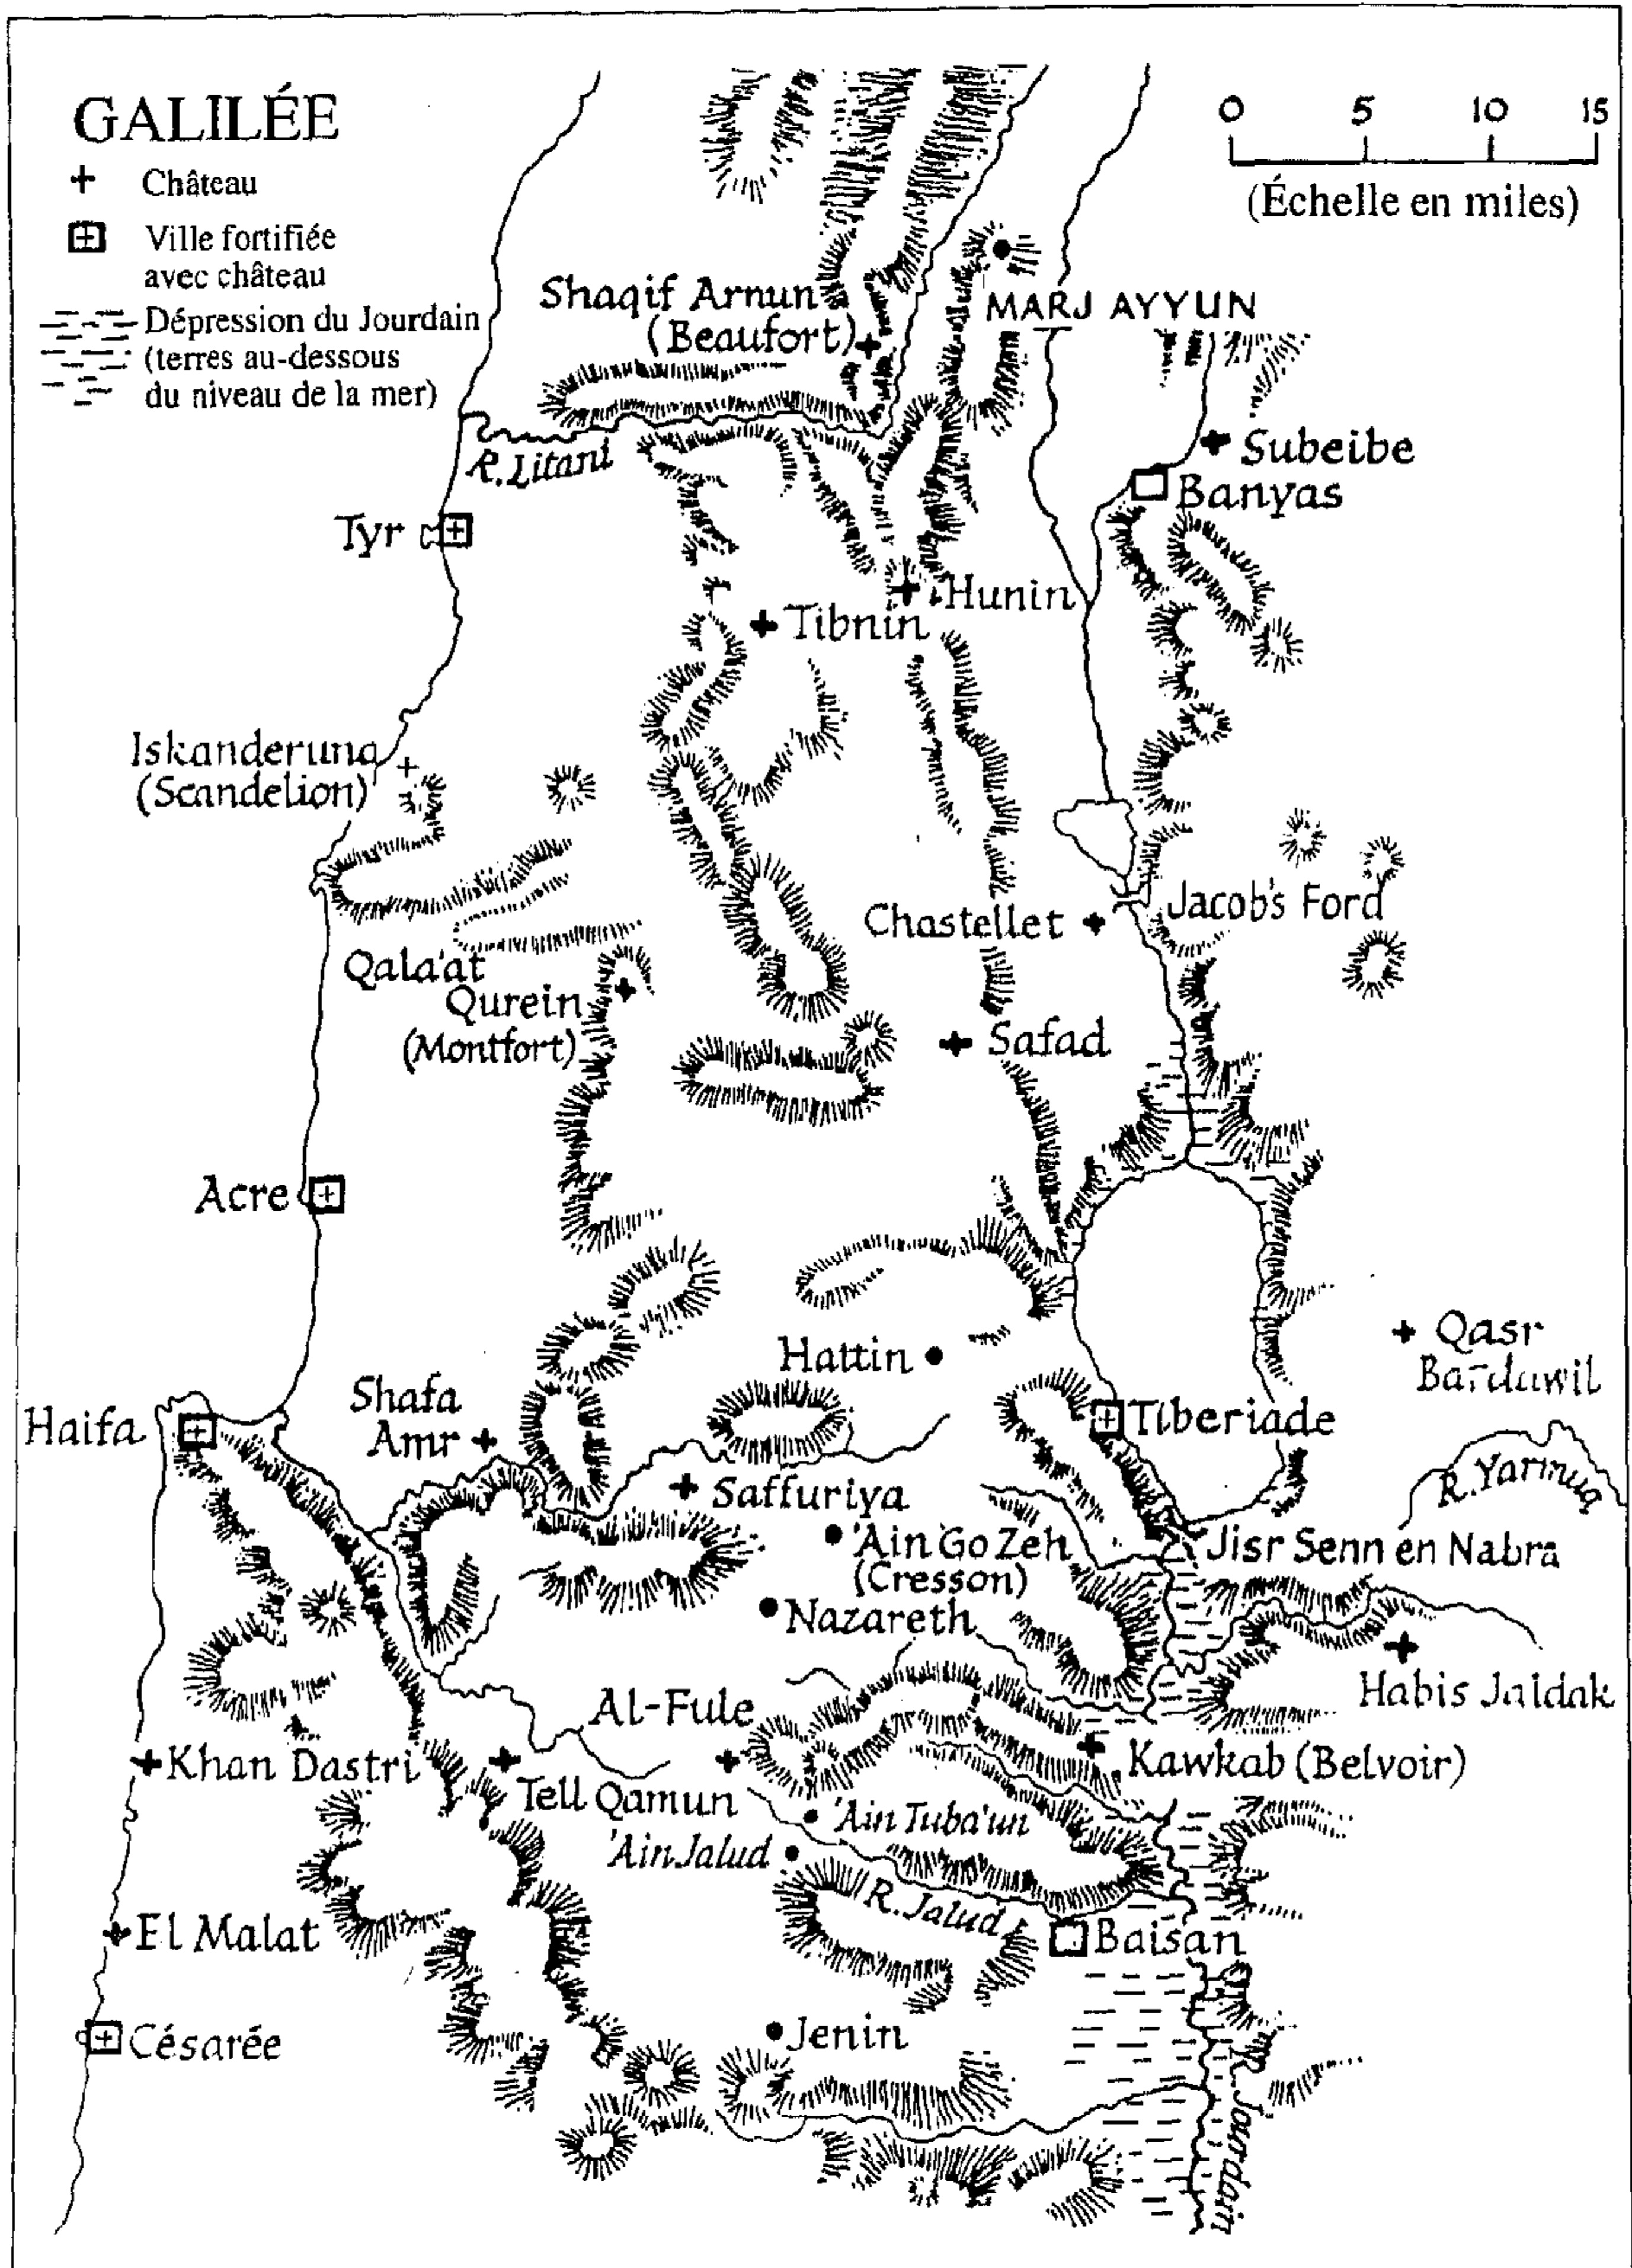 GALILÉE
Château
Ville fortifiée
avec château
Dépression du Jourdain
(terres au-dessous
du niveau de la mer)
0 5 10 15
(Échelle en miles)
Shaqif Arnun
(Beaufort)
MARJ AYYUN
R. Litani
Subeibe
Banyas
Tyr
Hunin
Tibnin
Iskanderuna
(Scandelion)
Chastellet
Jacob's Ford
Qala'at
Qurein
(Montfort)
Safad
Acre
Hattin
Qasr
Bardawil
Shafa
Amr
Haifa
Tiberiade
R. Yarmuq
Saffuriya
'Ain Go Zeh
(Cresson)
Jisr Senn en Nabra
Nazareth
Habis Jaldak
Al-Fule
Khan Dastri
Kawkab (Belvoir)
Tell Qamun
'Ain Tuba'un
'Ain Jalud
R. Jalud
El Malat
Baisan
Césarée
Jenin
R. Jourdain